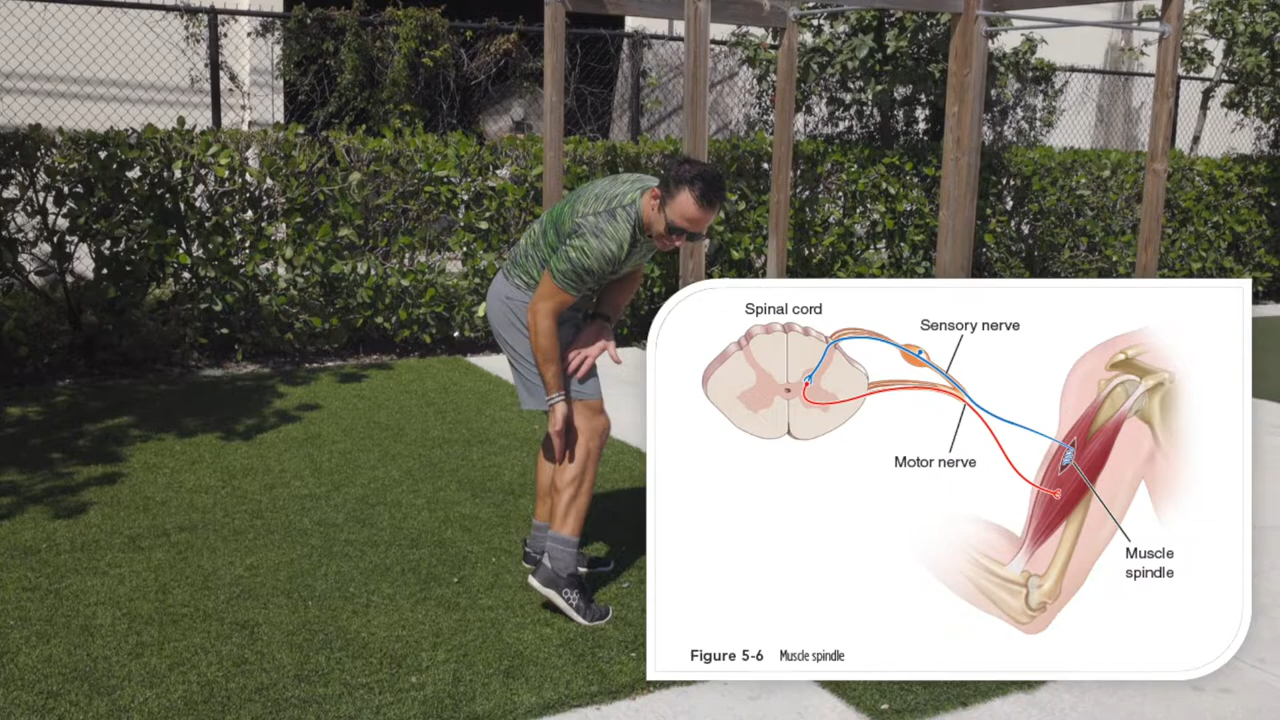 Spinal cord
Sensory nerve
Motor nerve
Muscle
spindle
Figure 5-6 Muscle spindle